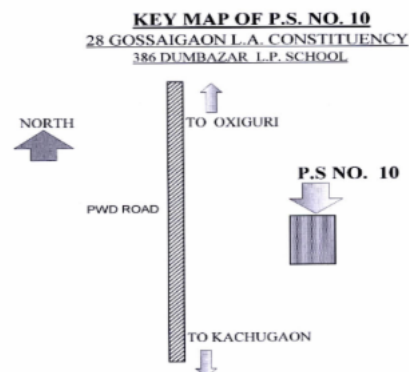 KEY MAP OF P.S. NO. 10
28 GOSSAIGAON L.A. CONSTITUENCY
386 DUMBAZAR L.P. SCHOOL
NORTH
TO OXIGURI
P.S NO. 10
PWD ROAD
TO KACHUGAON